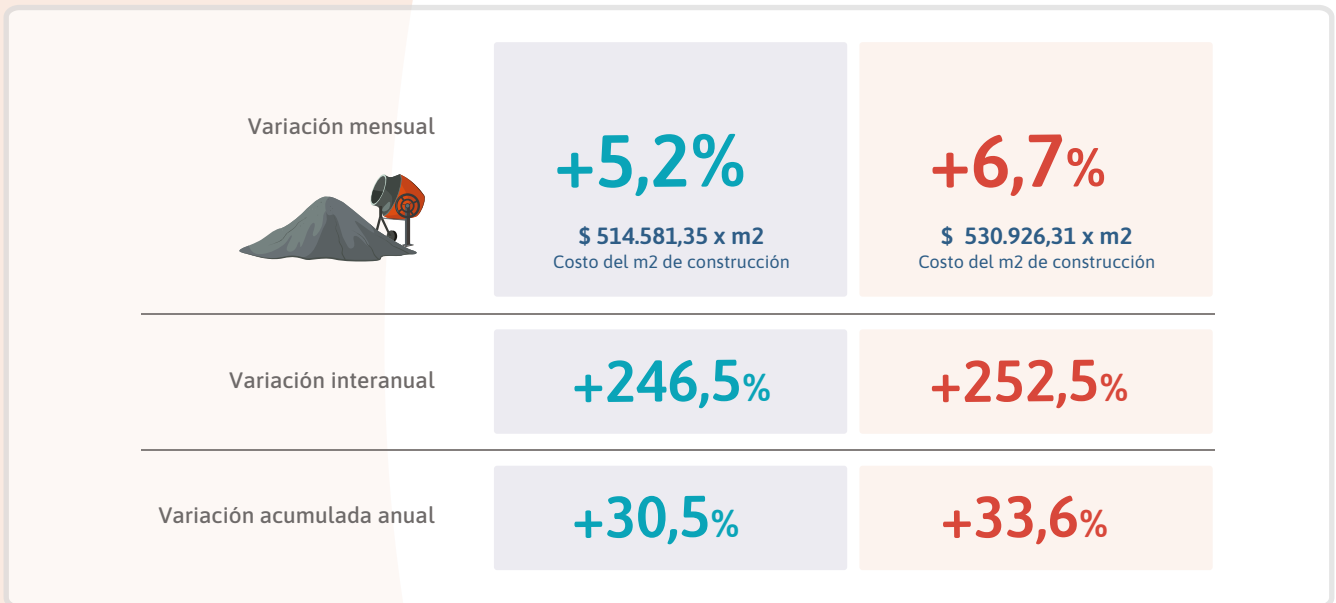 Variación mensual
+5,2%
+6,7%
$ 514.581,35 x m2
$ 530.926,31 x m2
Costo del m2 de construcción
Costo del m2 de construcción
Variación interanual
+246,5%
+252,5%
Variación acumulada anual
+30,5%
+33,6%